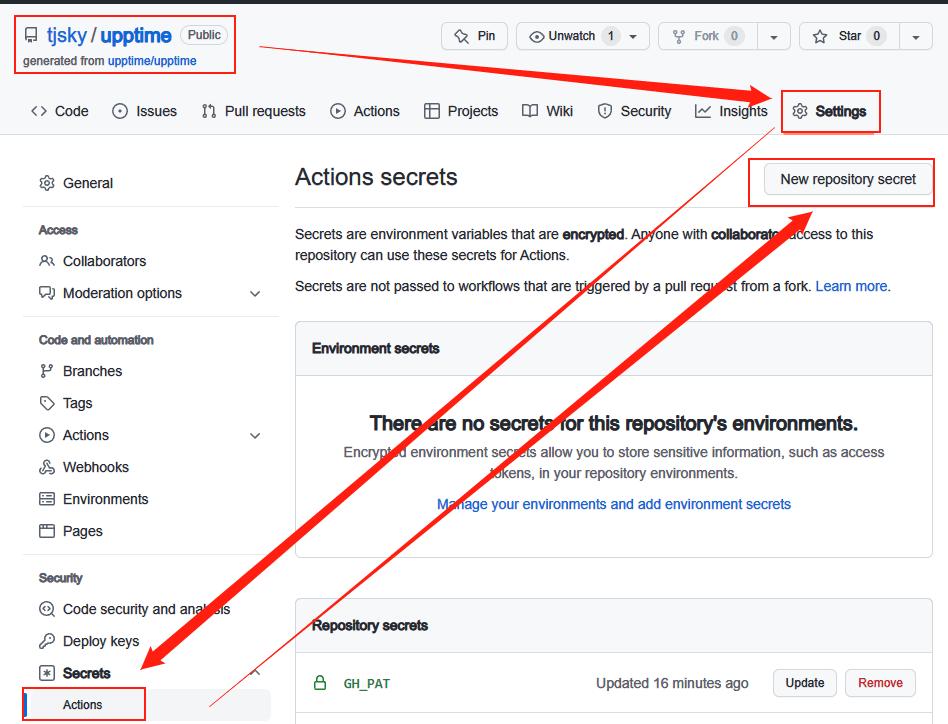 tjsky / upptime Public
generated from upptime/upptime
Pin
Unwatch 1
Fork 0
Star 0
Code
Issues
Pull requests
Actions
Projects
Wiki
Security
Insights
Settings
General
Access
Collaborators
Moderation options
Code and automation
Branches
Tags
Actions
Webhooks
Environments
Pages
Security
Code security and analysis
Deploy keys
Secrets
Actions
Actions secrets
New repository secret
Secrets are environment variables that are encrypted. Anyone with collaborator access to this
repository can use these secrets for Actions.
Secrets are not passed to workflows that are triggered by a pull request from a fork. Learn more.
Environment secrets
There are no secrets for this repository's environments.
Encrypted environment secrets allow you to store sensitive information, such as access
tokens, in your repository environments.
Manage your environments and add environment secrets
Repository secrets
GH_PAT
Updated 16 minutes ago
Update
Remove